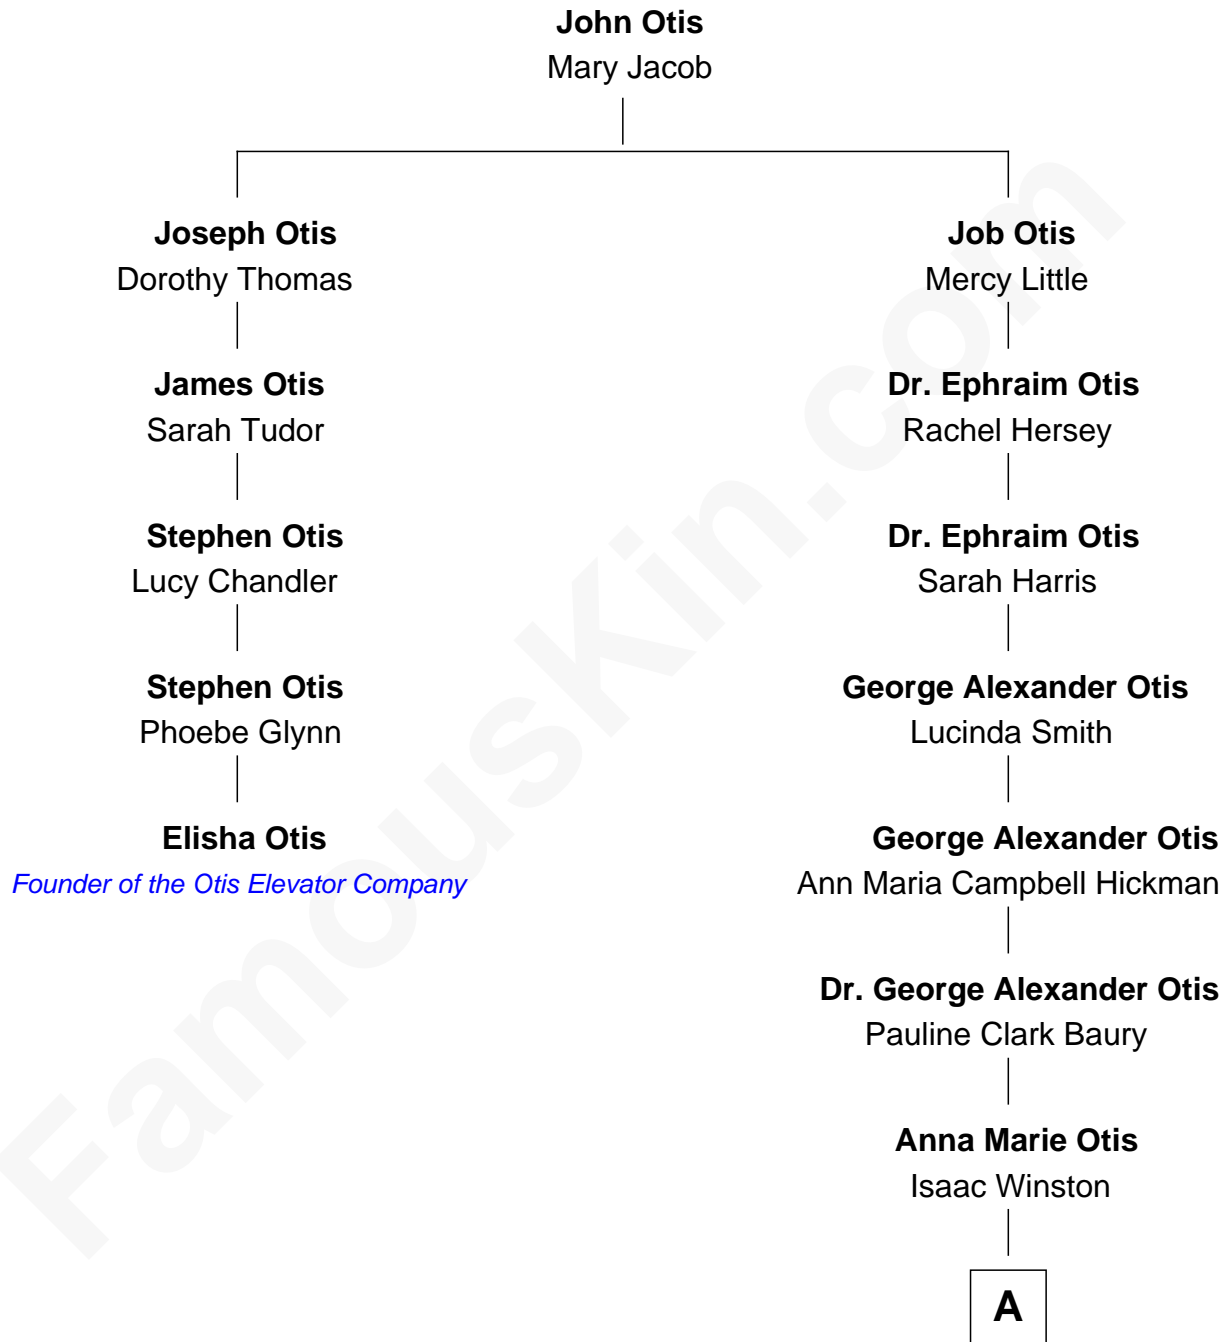 John Otis
Mary Jacob
Joseph Otis
Dorothy Thomas
James Otis
Sarah Tudor
Stephen Otis
Lucy Chandler
Stephen Otis
Phoebe Glynn
Elisha Otis
Founder of the Otis Elevator Company
Job Otis
Mercy Little
Dr. Ephraim Otis
Rachel Hersey
Dr. Ephraim Otis
Sarah Harris
George Alexander Otis
Lucinda Smith
George Alexander Otis
Ann Maria Campbell Hickman
Dr. George Alexander Otis
Pauline Clark Baury
Anna Marie Otis
Isaac Winston
A
FamousKin.com